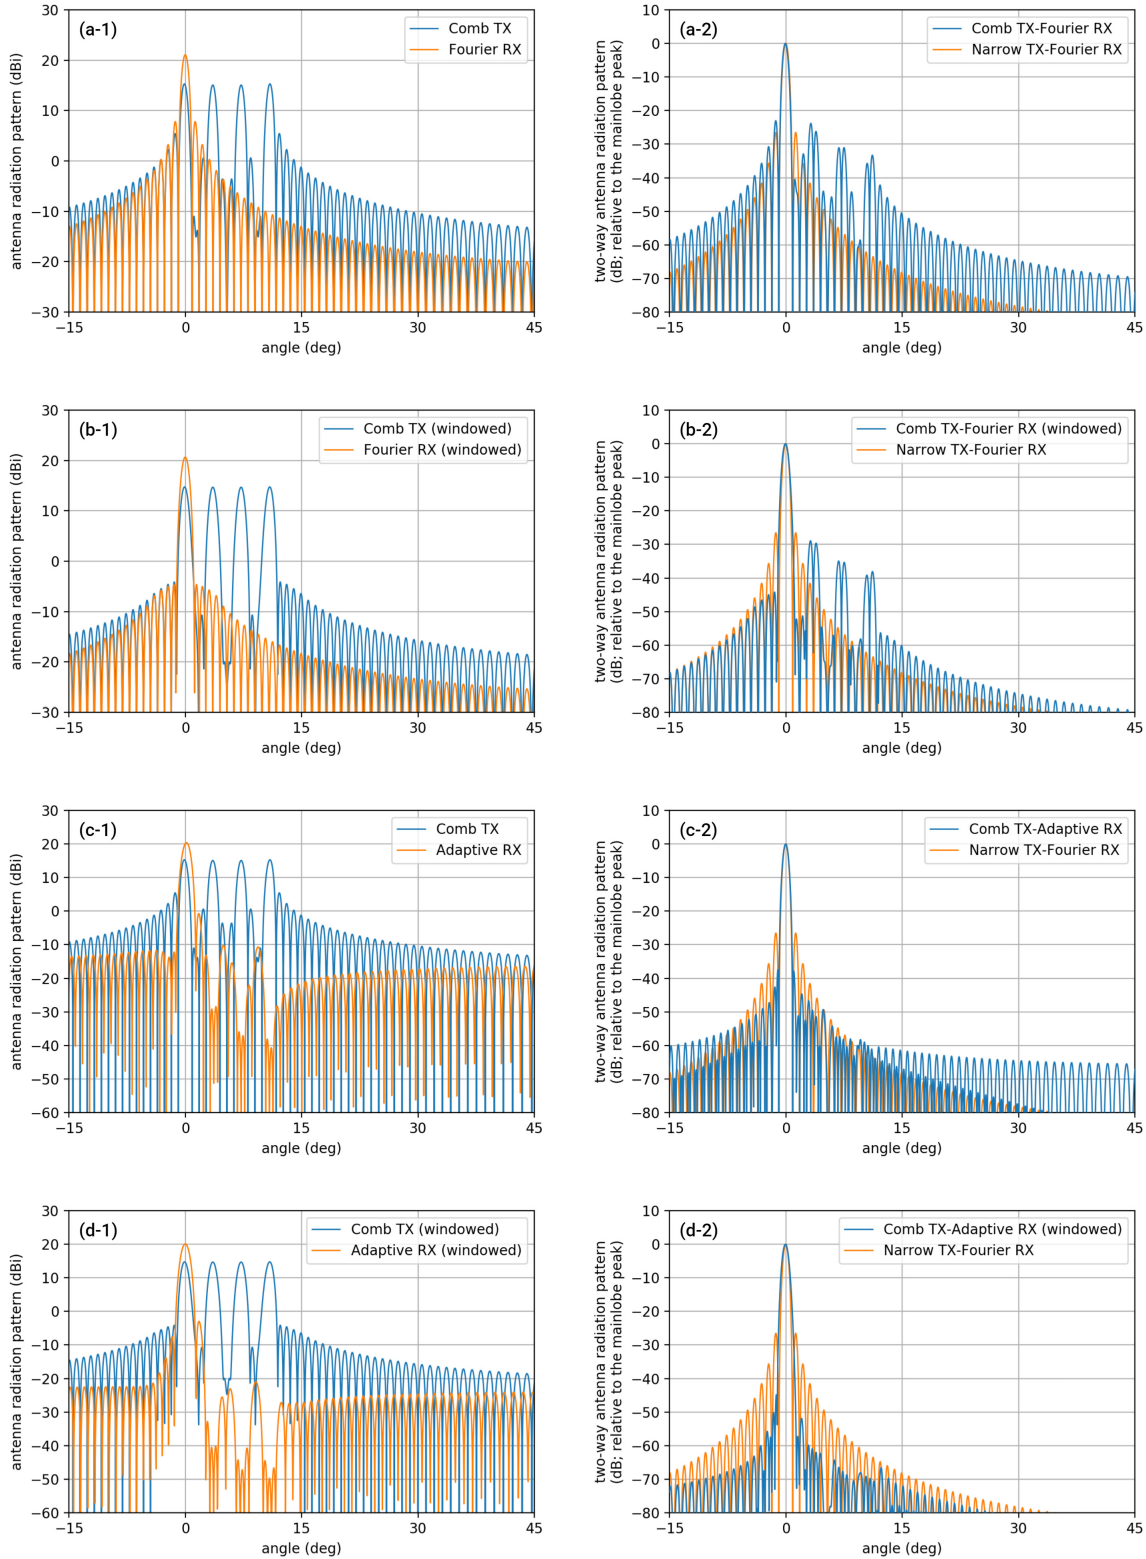 (a-1)
Comb TX
Fourier RX
antenna radiation pattern (dBi)
30
20
10
0
−10
−20
−30
−15
0
15
30
45
angle (deg)
(a-2)
Comb TX-Fourier RX
Narrow TX-Fourier RX
two-way antenna radiation pattern
(dB; relative to the mainlobe peak)
10
0
−10
−20
−30
−40
−50
−60
−70
−80
−15
0
15
30
45
angle (deg)
(b-1)
Comb TX (windowed)
Fourier RX (windowed)
antenna radiation pattern (dBi)
30
20
10
0
−10
−20
−30
−15
0
15
30
45
angle (deg)
(b-2)
Comb TX-Fourier RX (windowed)
Narrow TX-Fourier RX
two-way antenna radiation pattern
(dB; relative to the mainlobe peak)
10
0
−10
−20
−30
−40
−50
−60
−70
−80
−15
0
15
30
45
angle (deg)
(c-1)
Comb TX
Adaptive RX
antenna radiation pattern (dBi)
30
20
10
0
−10
−20
−30
−40
−50
−60
−15
0
15
30
45
angle (deg)
(c-2)
Comb TX-Adaptive RX
Narrow TX-Fourier RX
two-way antenna radiation pattern
(dB; relative to the mainlobe peak)
10
0
−10
−20
−30
−40
−50
−60
−70
−80
−15
0
15
30
45
angle (deg)
(d-1)
Comb TX (windowed)
Adaptive RX (windowed)
antenna radiation pattern (dBi)
30
20
10
0
−10
−20
−30
−40
−50
−60
−15
0
15
30
45
angle (deg)
(d-2)
Comb TX-Adaptive RX (windowed)
Narrow TX-Fourier RX
two-way antenna radiation pattern
(dB; relative to the mainlobe peak)
10
0
−10
−20
−30
−40
−50
−60
−70
−80
−15
0
15
30
45
angle (deg)